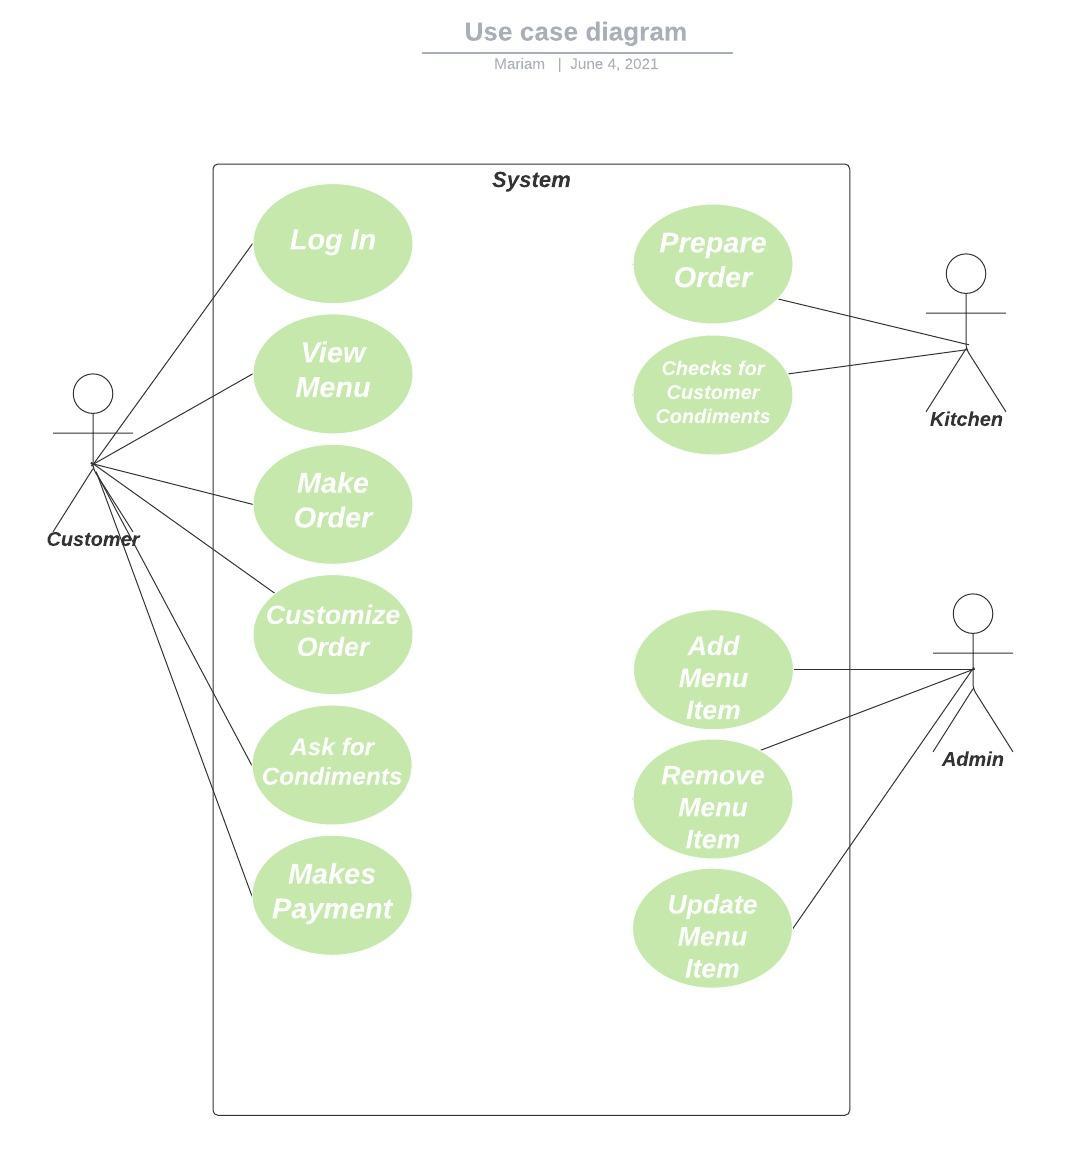 Use case diagram
Mariam | June 4, 2021
System
Log In
View
Menu
Make
Order
Customize
Order
Ask for
Condiments
Makes
Payment
Customer
Prepare
Order
Checks for
Customer
Condiments
Kitchen
Add
Menu
Item
Remove
Menu
Item
Update
Menu
Item
Admin